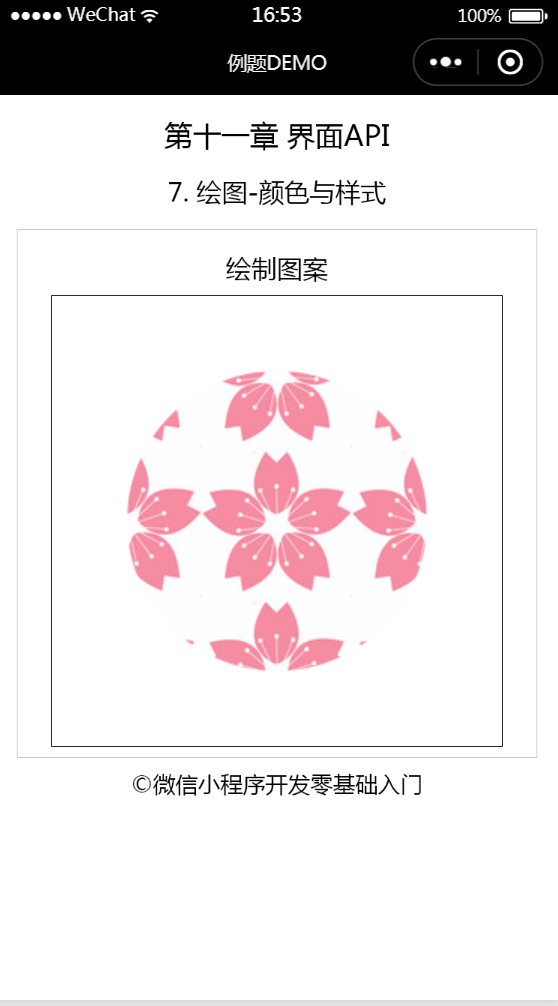 WeChat 16:53 100%
例题DEMO
第十一章 界面API
7. 绘图-颜色与样式
绘制图案
©微信小程序开发零基础入门